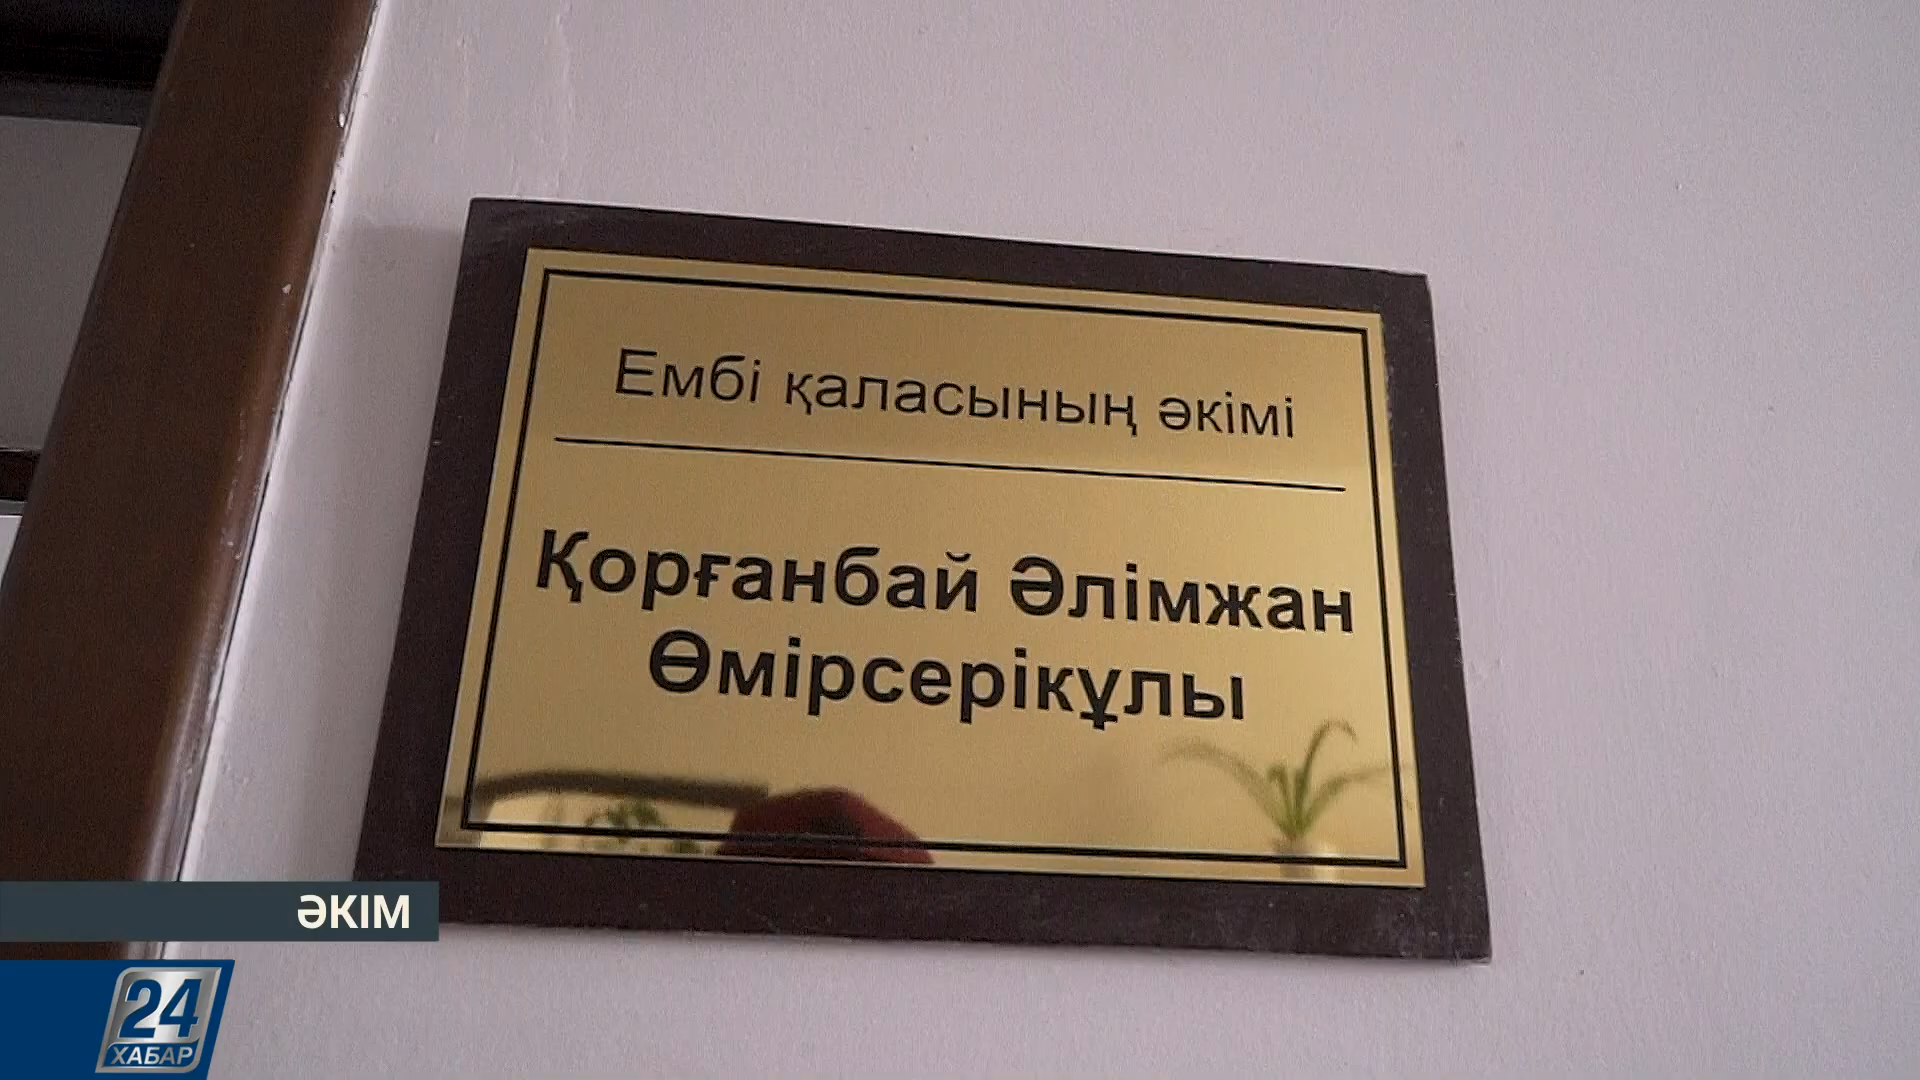 Ембі қаласының әкімі
Қорғанбай Әлімжан
Өмірсерікұлы
ӘКІМ
24
ХАБАР